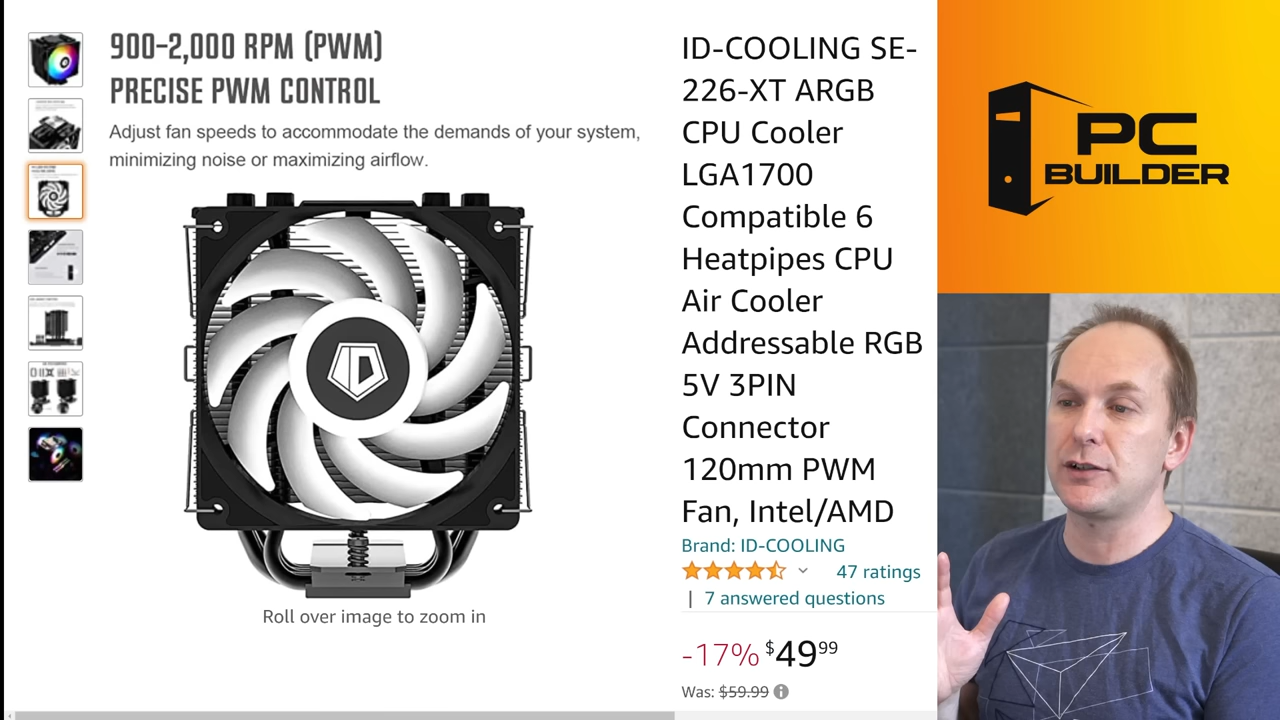 900-2,000 RPM (PWM)
PRECISE PWM CONTROL
Adjust fan speeds to accommodate the demands of your system,
minimizing noise or maximizing airflow.
Roll over image to zoom in
ID-COOLING SE-
226-XT ARGB
CPU Cooler
LGA1700
Compatible 6
Heatpipes CPU
Air Cooler
Addressable RGB
5V 3PIN
Connector
120mm PWM
Fan, Intel/AMD
Brand: ID-COOLING
47 ratings
| 7 answered questions
-17% $49.99
Was: $59.99
PC
BUILDER